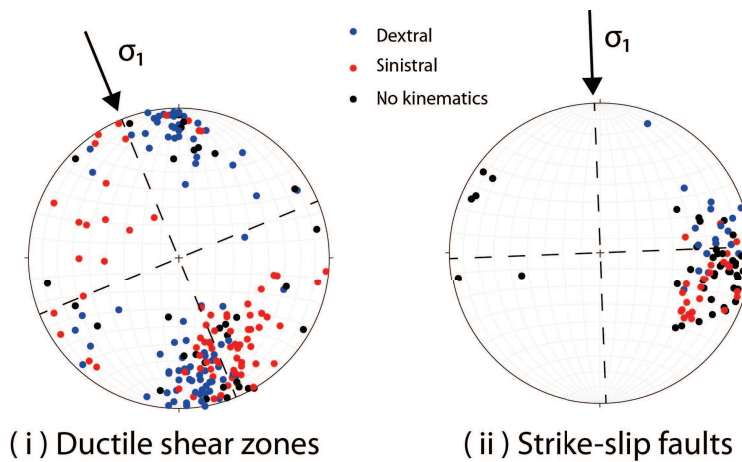 σ1
Dextral
Sinistral
No kinematics
σ1
( i ) Ductile shear zones
( ii ) Strike-slip faults